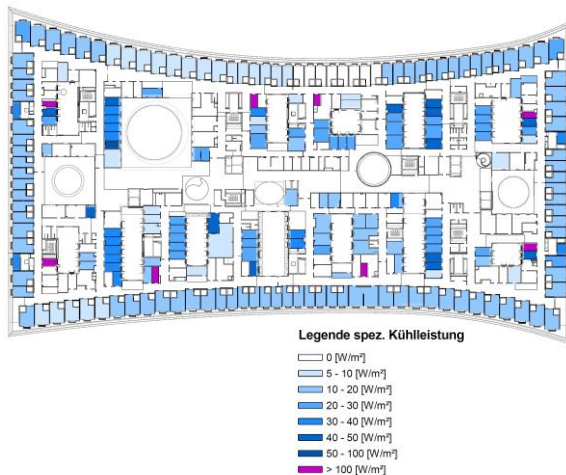 Legende spez. Kühlleistung
0 [W/m²]
5 - 10 [W/m²]
10 - 20 [W/m²]
20 - 30 [W/m²]
30 - 40 [W/m²]
40 - 50 [W/m²]
50 - 100 [W/m²]
> 100 [W/m²]